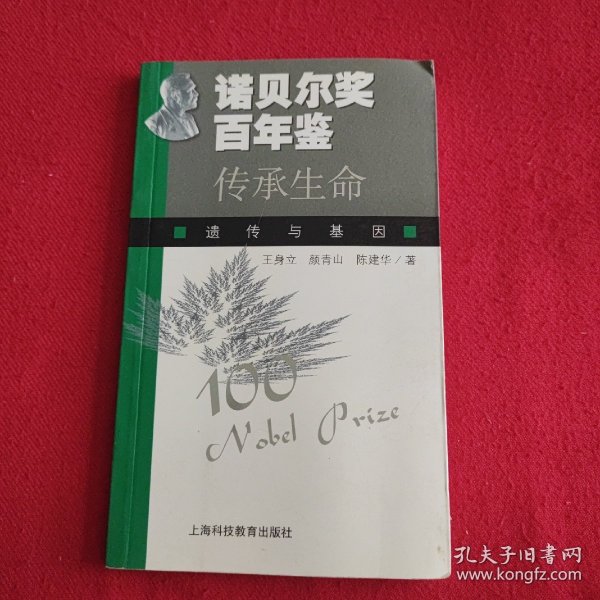 诺贝尔奖
百年鉴
传承生命
遗传与基因
王身立 颜青山 陈建华/著
100
Nobel Prize
上海科技教育出版社
孔夫子旧书网
www.kongfz.com